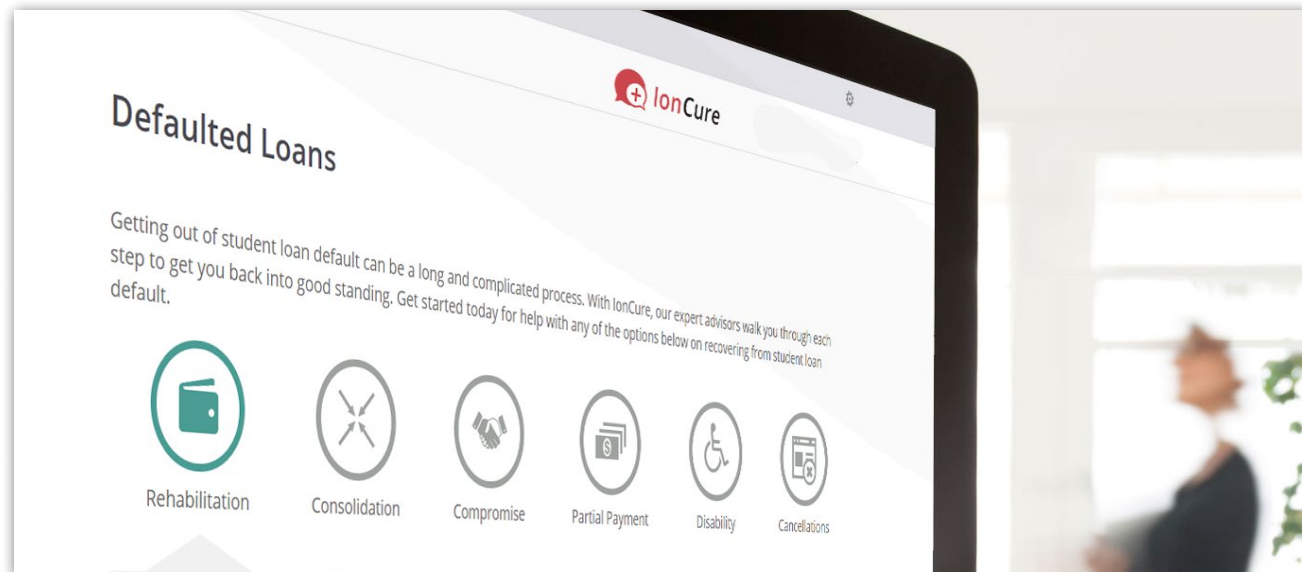 IonCure
Defaulted Loans
Getting out of student loan default can be a long and complicated process. With IonCure, our expert advisors walk you through each
step to get you back into good standing. Get started today for help with any of the options below on recovering from student loan
default.
Rehabilitation
Consolidation
Compromise
Partial Payment
Disability
Cancellations